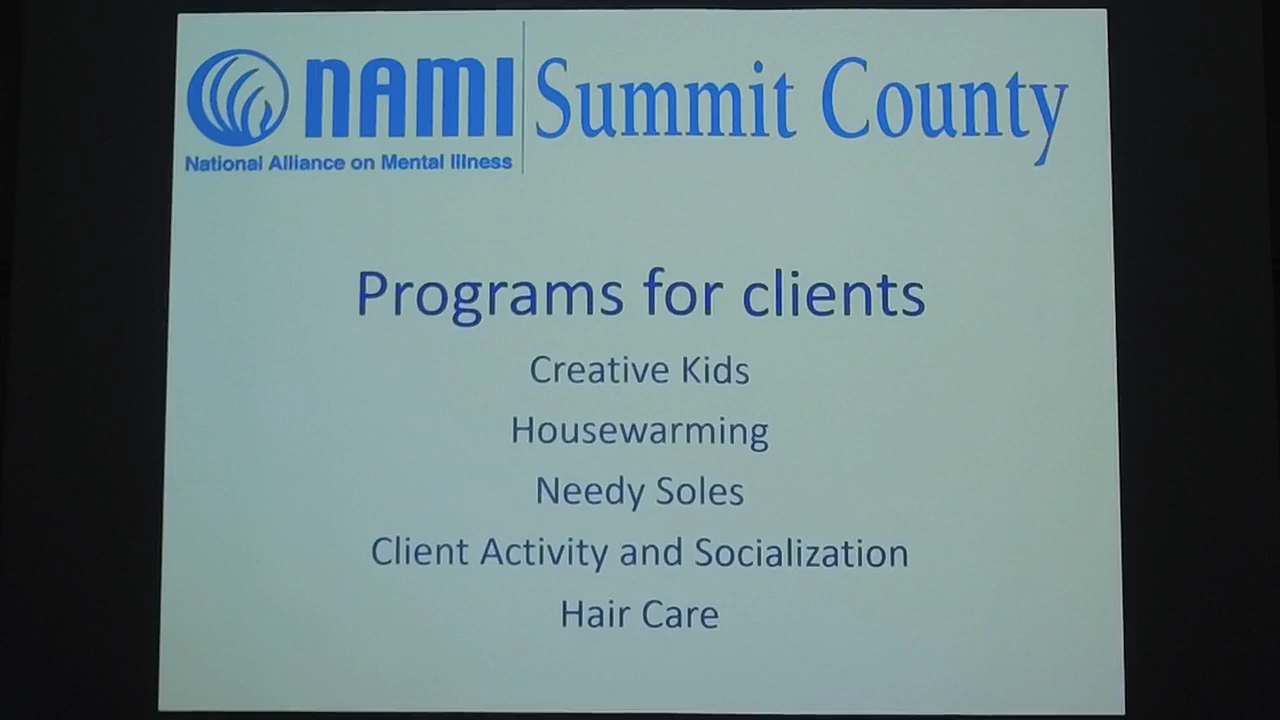 NAMI Summit County
National Alliance on Mental Illness
Programs for clients
Creative Kids
Housewarming
Needy Soles
Client Activity and Socialization
Hair Care